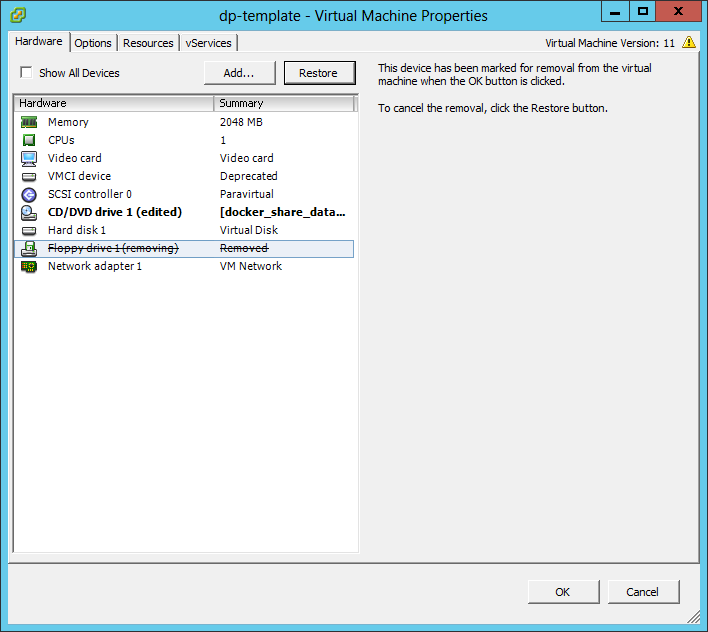 dp-template - Virtual Machine Properties
Hardware Options Resources vServices Virtual Machine Version: 11
Show All Devices Add... Restore
Hardware Summary
Memory 2048 MB
CPUs 1
Video card Video card
VMCI device Deprecated
SCSI controller 0 Paravirtual
CD/DVD drive 1 (edited) [docker_share_data...
Hard disk 1 Virtual Disk
Floppy drive 1 (removing) Removed
Network adapter 1 VM Network
This device has been marked for removal from the virtual
machine when the OK button is clicked.
To cancel the removal, click the Restore button.
OK Cancel